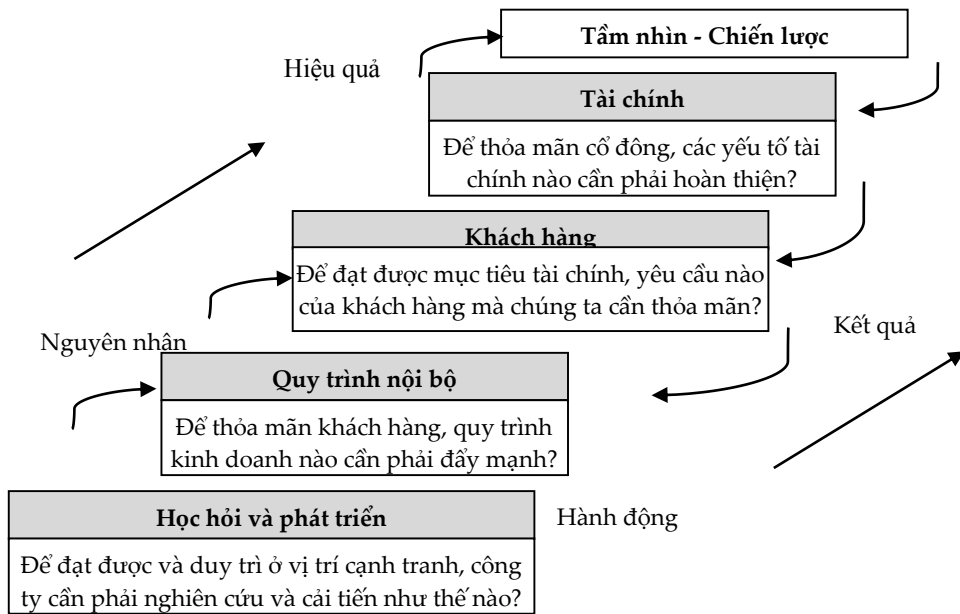 Tầm nhìn - Chiến lược
Hiệu quả
Tài chính
Để thỏa mãn cổ đông, các yếu tố tài
chính nào cần phải hoàn thiện?
Khách hàng
Để đạt được mục tiêu tài chính, yêu cầu nào
của khách hàng mà chúng ta cần thỏa mãn?
Nguyên nhân
Kết quả
Quy trình nội bộ
Để thỏa mãn khách hàng, quy trình
kinh doanh nào cần phải đẩy mạnh?
Học hỏi và phát triển
Hành động
Để đạt được và duy trì ở vị trí cạnh tranh, công
ty cần phải nghiên cứu và cải tiến như thế nào?